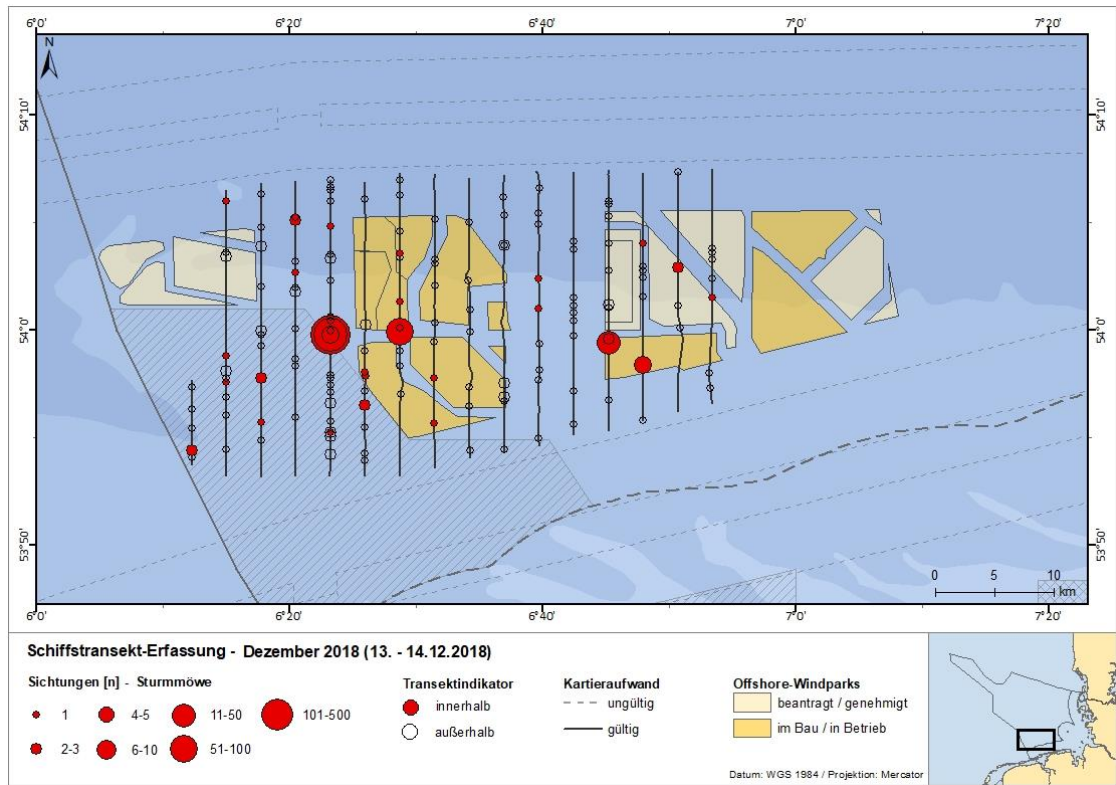 6°0' 6°20' 6°40' 7°0' 7°20'
N
54°10' 54°10'
54°0' 54°0'
53°50' 53°50'
0 5 10
km
6°0' 6°20' 6°40' 7°0' 7°20'
Schiffstransekt-Erfassung - Dezember 2018 (13. - 14.12.2018)
Sichtungen [n] - Sturmmöwe
1 4-5 11-50 101-500
2-3 6-10 51-100
Transektindikator
innerhalb
außerhalb
Kartieraufwand
ungültig
gültig
Offshore-Windparks
beantragt / genehmigt
im Bau / in Betrieb
Datum: WGS 1984 / Projektion: Mercator